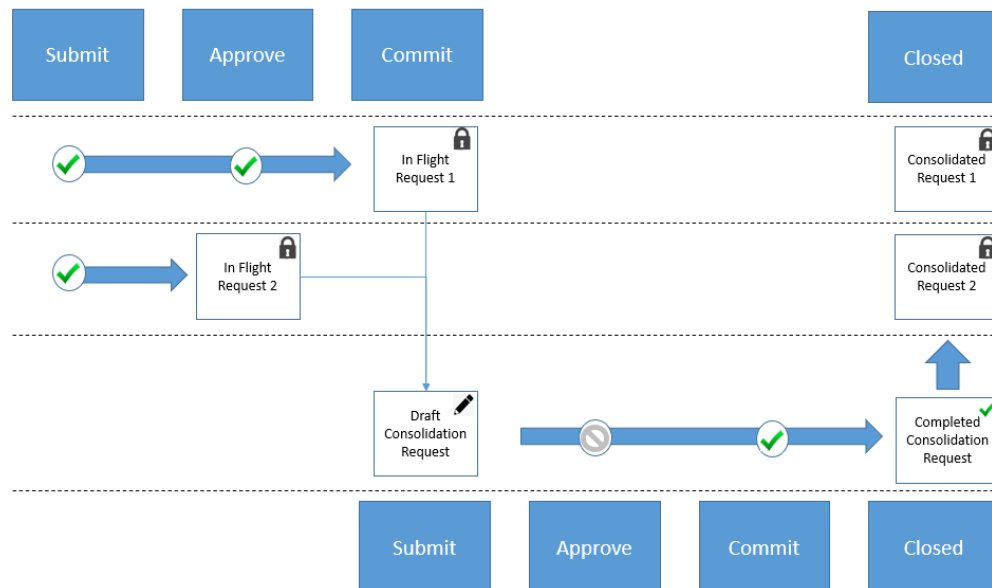 Submit
Approve
Commit
Closed
In Flight
Request 1
Consolidated
Request 1
In Flight
Request 2
Consolidated
Request 2
Draft
Consolidation
Request
Completed
Consolidation
Request
Submit
Approve
Commit
Closed